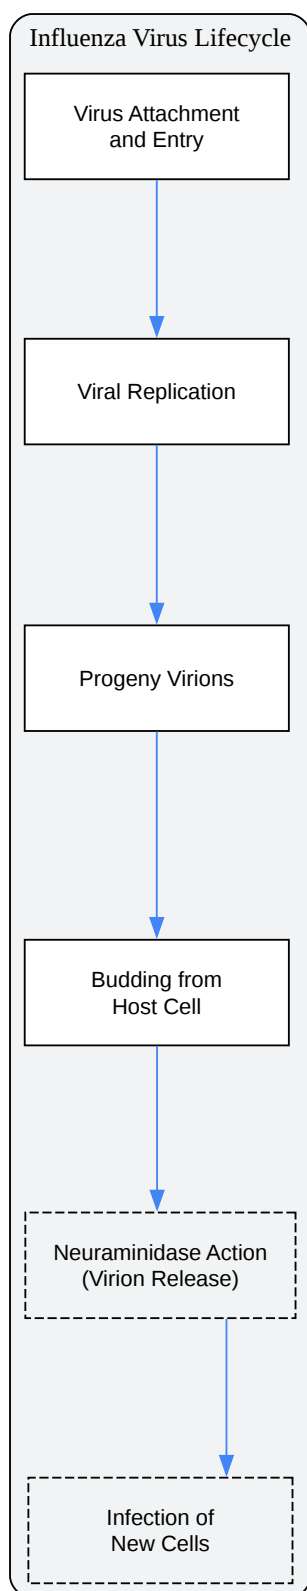 Influenza Virus Lifecycle
Virus Attachment
and Entry
Viral Replication
Progeny Virions
Budding from
Host Cell
Neuraminidase Action
(Virion Release)
Infection of
New Cells